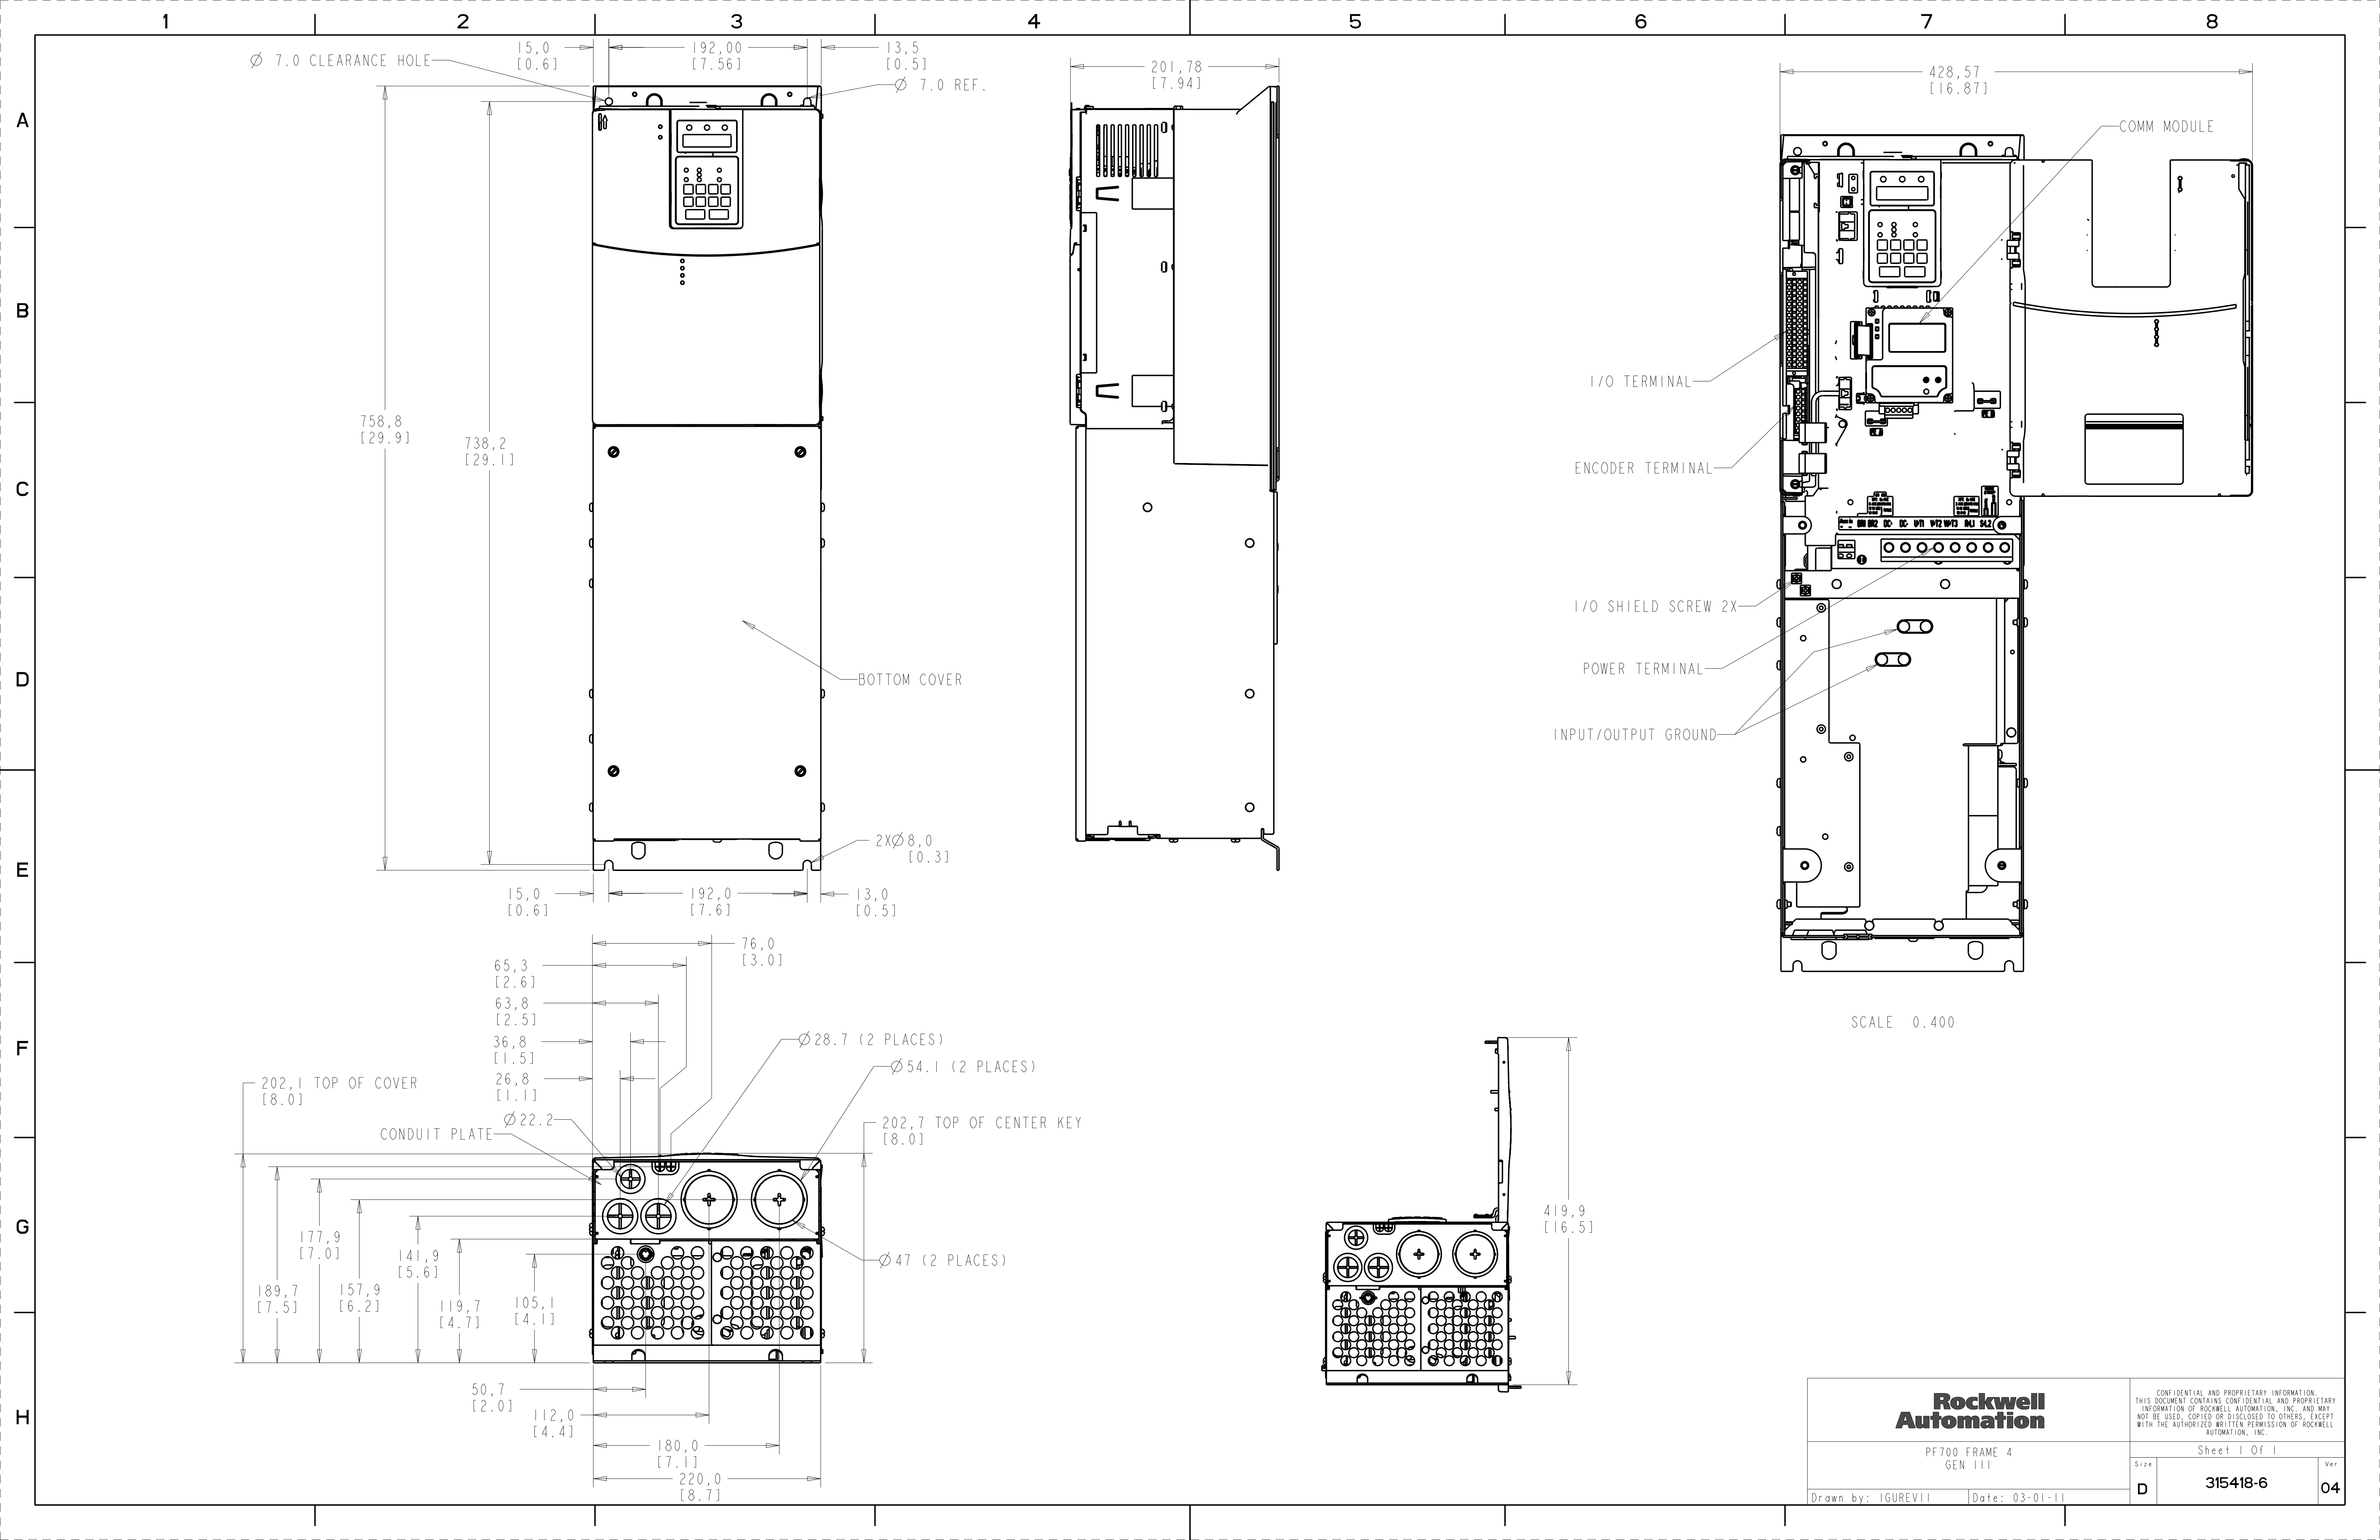 1 2 3 4 5 6 7 8
A
B
C
D
E
F
G
H
Ø 7.0 CLEARANCE HOLE
15,0
[0.6]
192,00
[7.56]
13,5
[0.5]
Ø 7.0 REF.
758,8
[29.9]
738,2
[29.1]
BOTTOM COVER
2XØ8,0
[0.3]
15,0
[0.6]
192,0
[7.6]
13,0
[0.5]
201,78
[7.94]
428,57
[16.87]
COMM MODULE
I/O TERMINAL
ENCODER TERMINAL
I/O SHIELD SCREW 2X
POWER TERMINAL
INPUT/OUTPUT GROUND
BR1 BR2 DC+ DC- U/T1 V/T2 W/T3 R/L1 S/L2
SCALE 0.400
76,0
[3.0]
65,3
[2.6]
63,8
[2.5]
36,8
[1.5]
26,8
[1.1]
Ø28.7 (2 PLACES)
Ø54.1 (2 PLACES)
202,1 TOP OF COVER
[8.0]
Ø22.2
CONDUIT PLATE
202,7 TOP OF CENTER KEY
[8.0]
Ø47 (2 PLACES)
189,7
[7.5]
177,9
[7.0]
157,9
[6.2]
141,9
[5.6]
119,7
[4.7]
105,1
[4.1]
50,7
[2.0]
112,0
[4.4]
180,0
[7.1]
220,0
[8.7]
419,9
[16.5]
Rockwell
Automation
CONFIDENTIAL AND PROPRIETARY INFORMATION.
THIS DOCUMENT CONTAINS CONFIDENTIAL AND PROPRIETARY
INFORMATION OF ROCKWELL AUTOMATION, INC. AND MAY
NOT BE USED, COPIED OR DISCLOSED TO OTHERS, EXCEPT
WITH THE AUTHORIZED WRITTEN PERMISSION OF ROCKWELL
AUTOMATION, INC.
PF700 FRAME 4
GEN III
Sheet 1 Of 1
Size
D
315418-6
Ver
04
Drawn by: IGUREVII
Date: 03-01-11